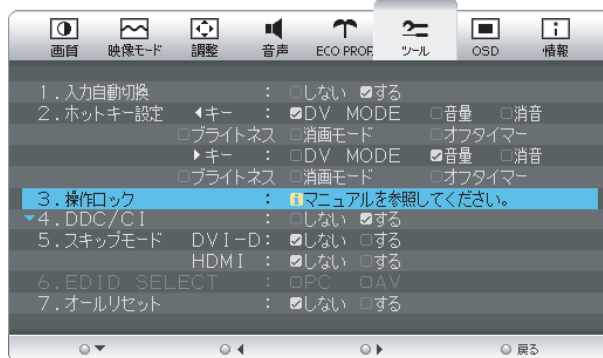 画質 映像モード 調整 音声 ECO PROF. ツール OSD 情報
1.入力自動切換 : □しない ☑する
2.ホットキー設定 ◀キー : ☑DV MODE □音量 □消音
□ブライトネス □消画モード □オフタイマー
▶キー : □DV MODE ☑音量 □消音
□ブライトネス □消画モード □オフタイマー
3.操作ロック : iマニュアルを参照してください。
▼4.DDC/CI : □しない ☑する
5.スキップモード DVI-D: ☑しない □する
HDMI : ☑しない □する
6.EDID SELECT : □PC □AV
7.オールリセット : ☑しない □する
○▼ ○◀ ○▶ ○戻る